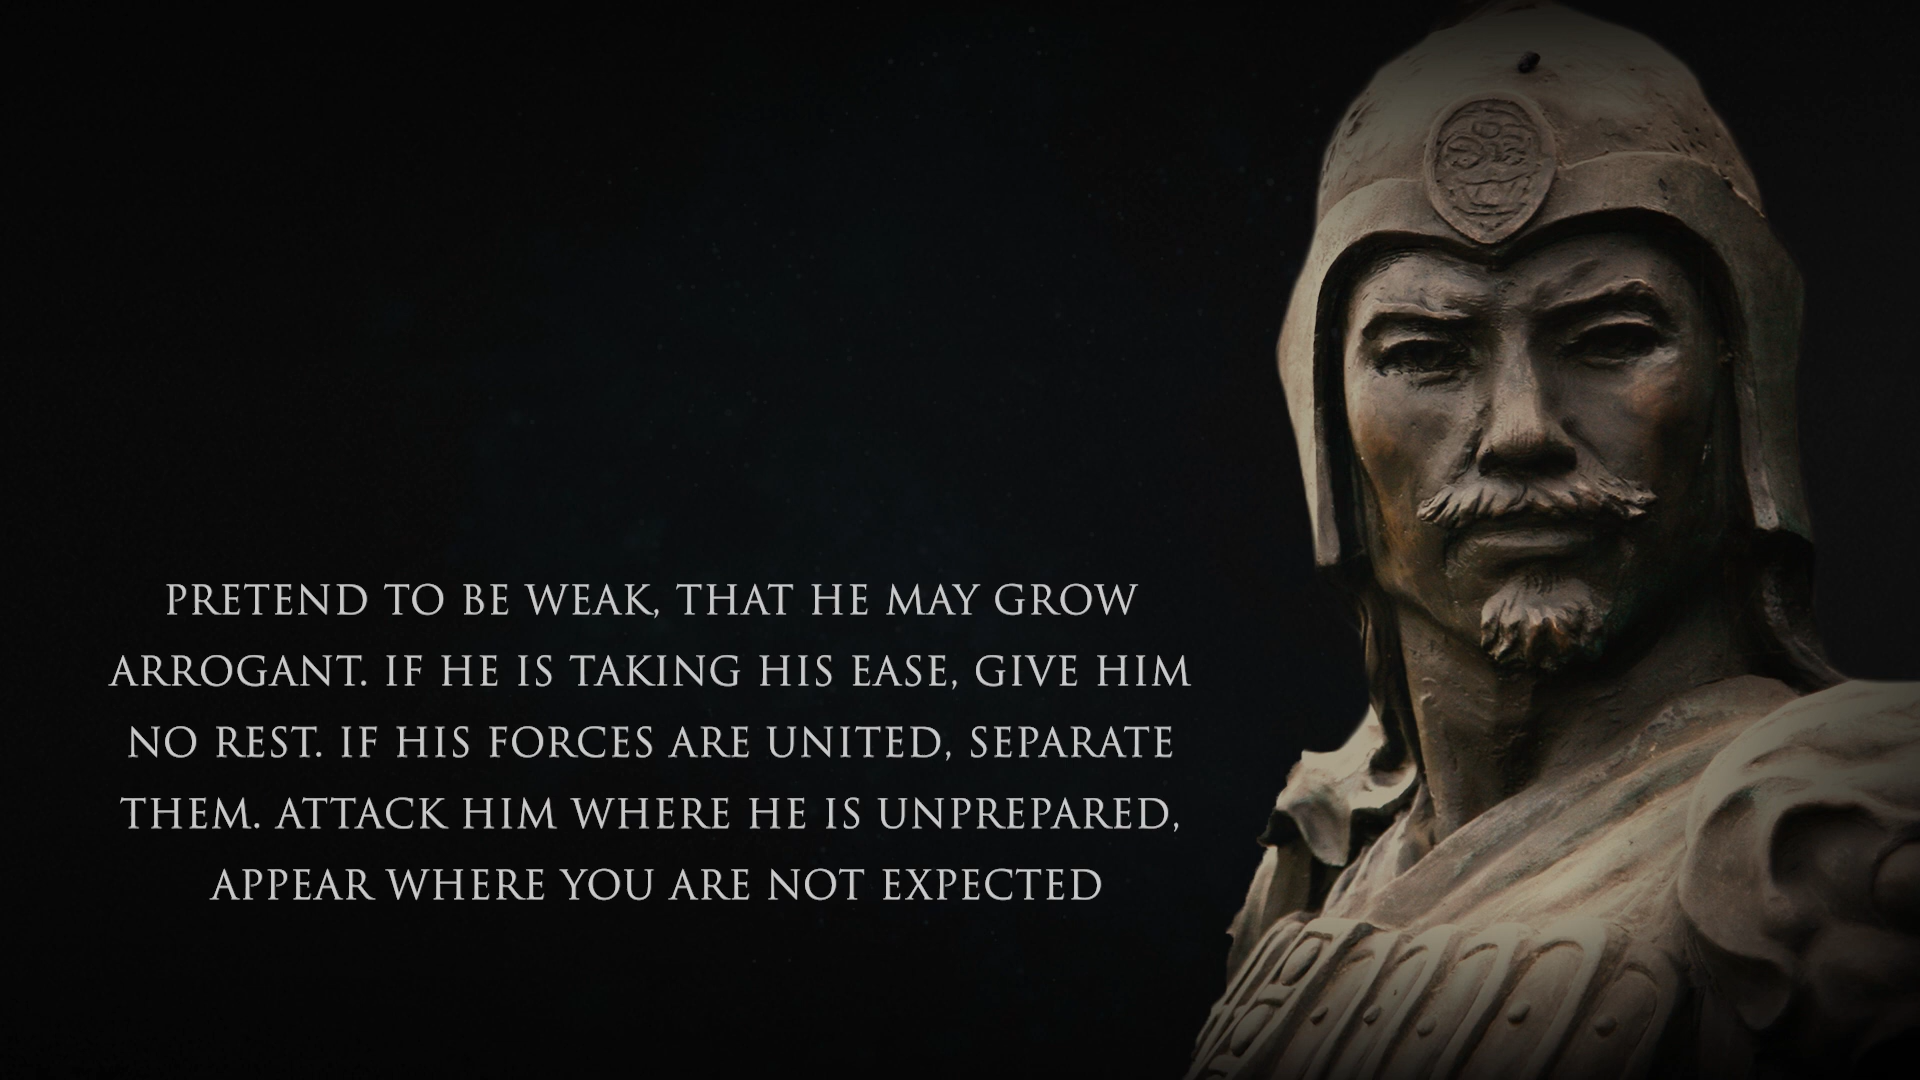 PRETEND TO BE WEAK, THAT HE MAY GROW
ARROGANT. IF HE IS TAKING HIS EASE, GIVE HIM
NO REST. IF HIS FORCES ARE UNITED, SEPARATE
THEM. ATTACK HIM WHERE HE IS UNPREPARED,
APPEAR WHERE YOU ARE NOT EXPECTED